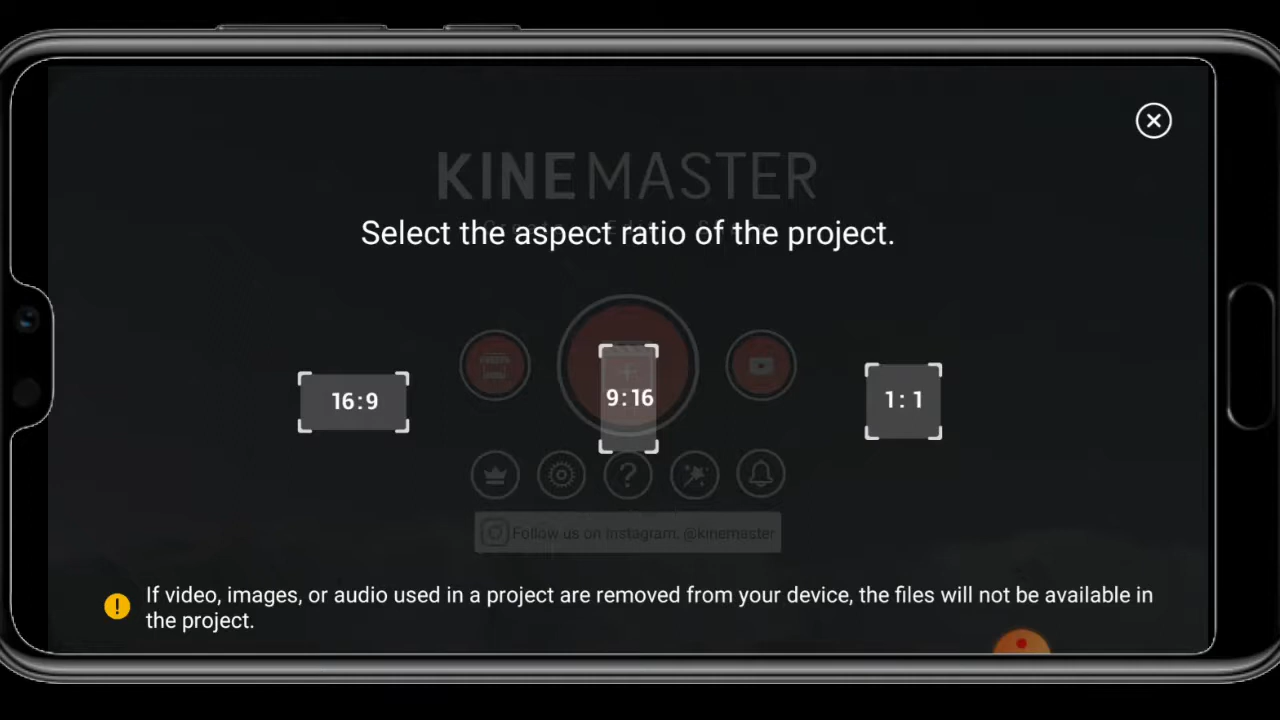 KINEMASTER
Select the aspect ratio of the project.
16:9
9:16
1:1
?
Follow us on Instagram. @kinemaster
! If video, images, or audio used in a project are removed from your device, the files will not be available in
the project.